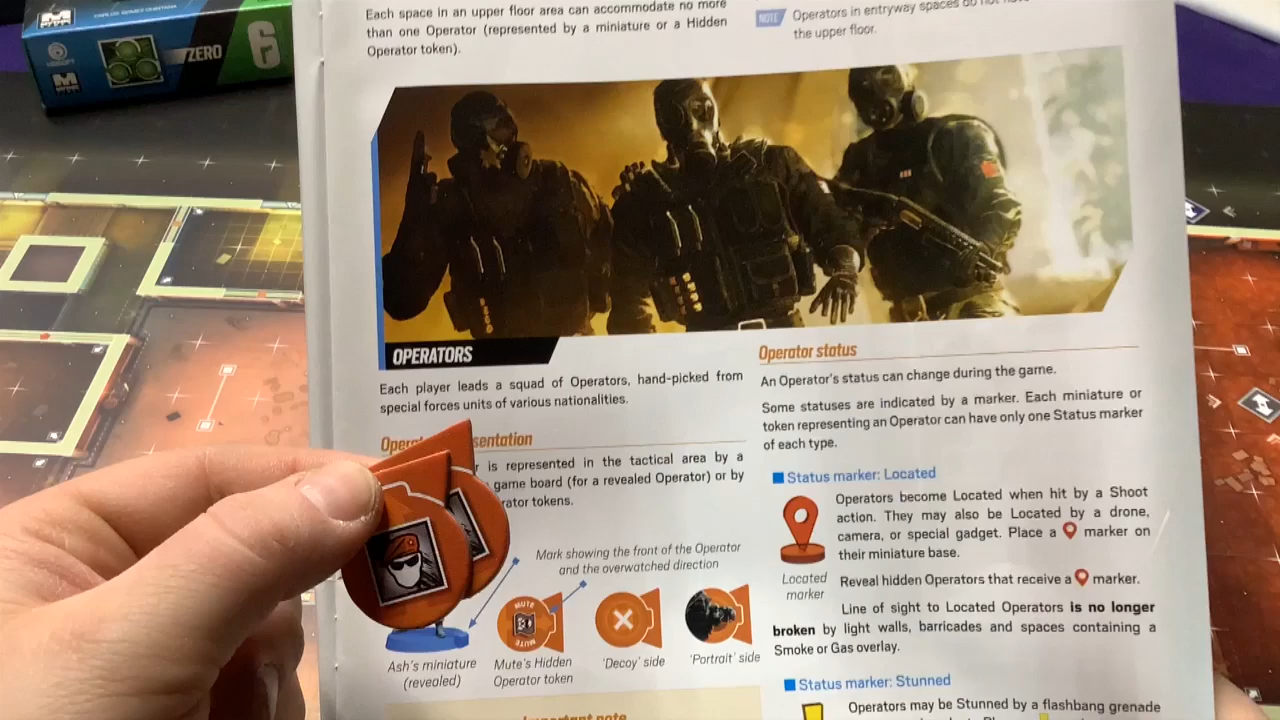 CARLOS GÓMEZ QUINTANA
UBISOFT
ZERO
6
Each space in an upper floor area can accommodate no more
than one Operator (represented by a miniature or a Hidden
Operator token).
NOTE
Operators in entryway spaces do not
the upper floor.
OPERATORS
Each player leads a squad of Operators, hand-picked from
special forces units of various nationalities.
sentation
is represented in the tactical area by a
game board (for a revealed Operator) or by
tokens.
Mark showing the front of the Operator
and the overwatched direction
MUTE
MUTE
Ash's miniature
(revealed)
Mute's Hidden
Operator token
'Decoy' side
'Portrait' side
Important note
Operator status
An Operator's status can change during the game.
Some statuses are indicated by a marker. Each miniature or
token representing an Operator can have only one Status marker
of each type.
Status marker: Located
Operators become Located when hit by a Shoot
action. They may also be Located by a drone,
camera, or special gadget. Place a marker on
their miniature base.
Located
marker
Reveal hidden Operators that receive a marker.
Line of sight to Located Operators is no longer
broken by light walls, barricades and spaces containing a
Smoke or Gas overlay.
Status marker: Stunned
Operators may be Stunned by a flashbang grenade